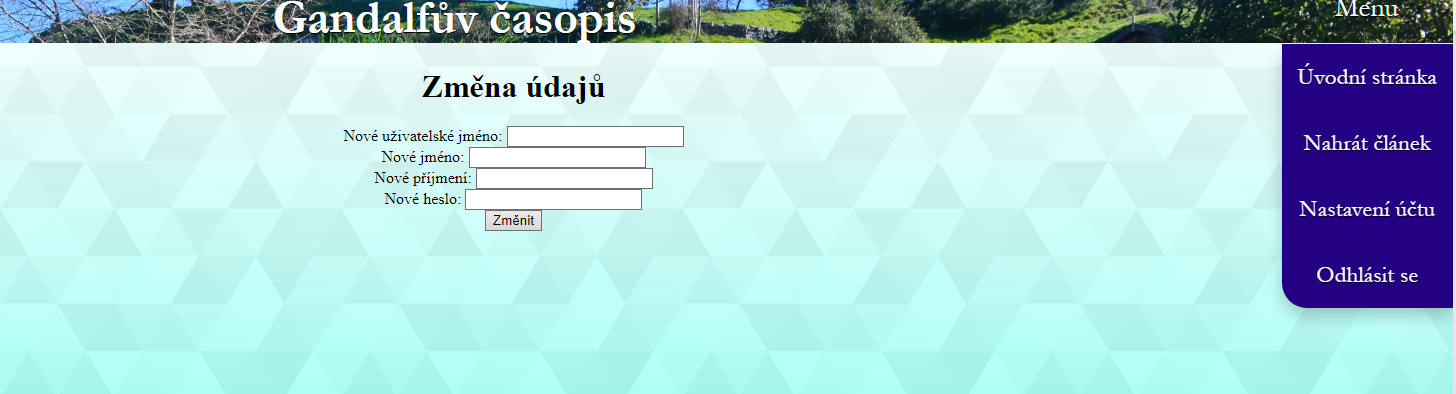 Gandalfův časopis
Menu
Změna údajů
Nové uživatelské jméno:
Nové jméno:
Nové příjmení:
Nové heslo:
Změnit
Úvodní stránka
Nahrát článek
Nastavení účtu
Odhlásit se